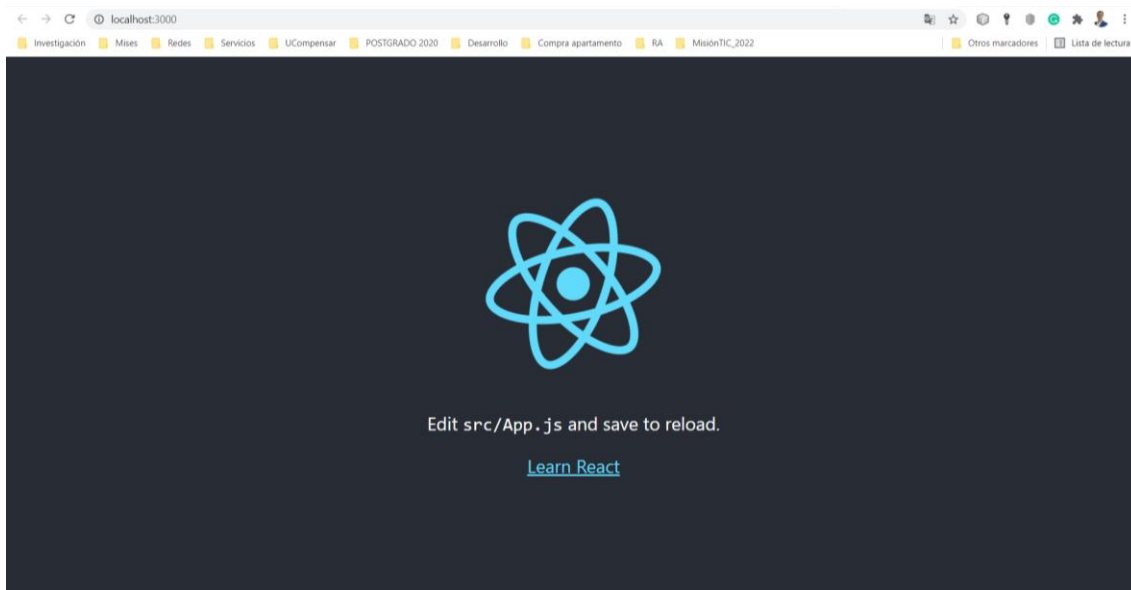 localhost:3000
Investigación Mises Redes Servicios UCompensar POSTGRADO 2020 Desarrollo Compra apartamento RA MisiónTIC_2022 Otros marcadores Lista de lectura
Edit src/App.js and save to reload.
Learn React